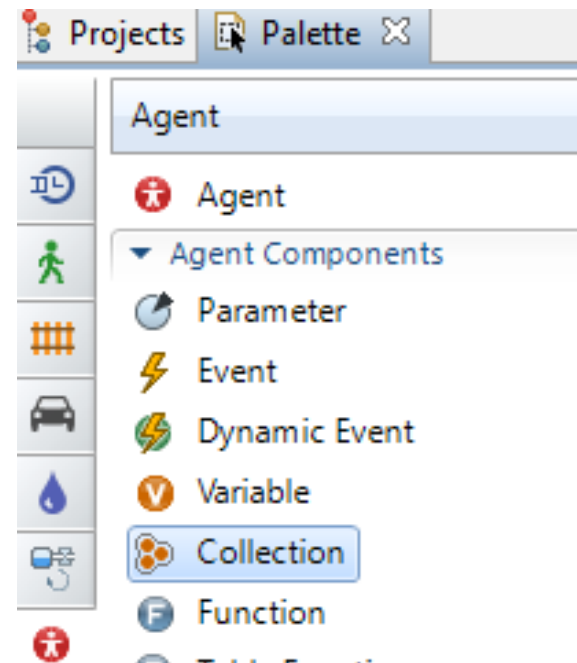 Projects Palette
Agent
Agent
Agent Components
Parameter
Event
Dynamic Event
V Variable
Collection
F Function